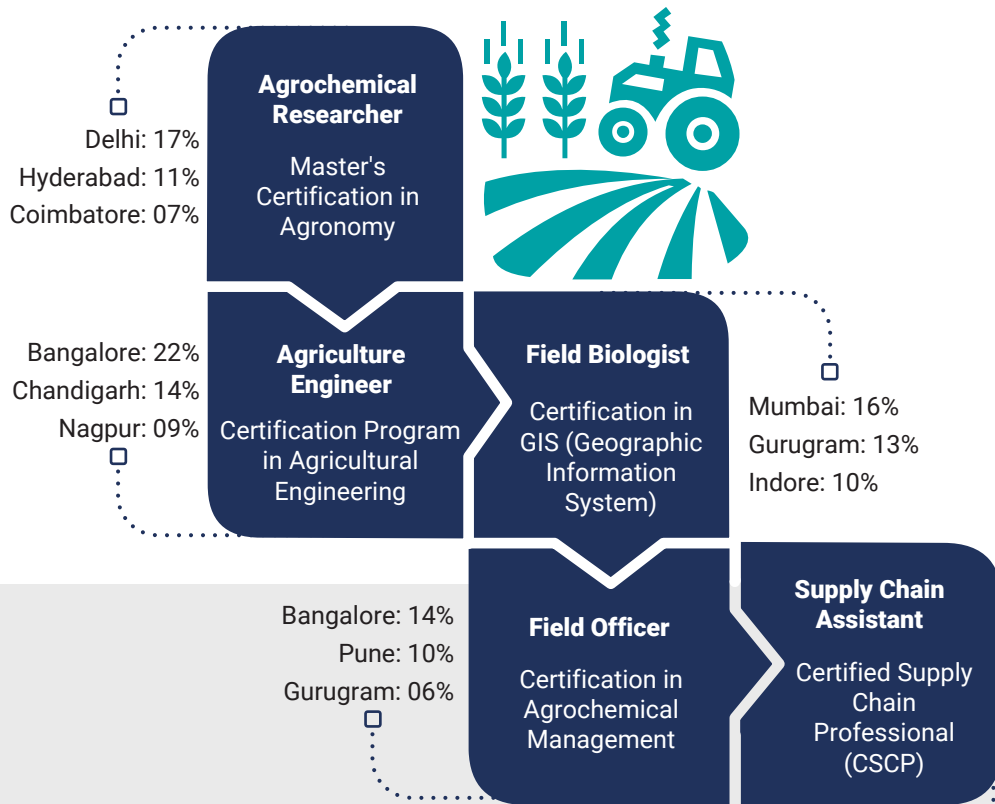 Agrochemical
Researcher
Master's
Certification in
Agronomy
Delhi: 17%
Hyderabad: 11%
Coimbatore: 07%
Agriculture
Engineer
Certification Program
in Agricultural
Engineering
Bangalore: 22%
Chandigarh: 14%
Nagpur: 09%
Field Biologist
Certification in
GIS (Geographic
Information
System)
Mumbai: 16%
Gurugram: 13%
Indore: 10%
Field Officer
Certification in
Agrochemical
Management
Bangalore: 14%
Pune: 10%
Gurugram: 06%
Supply Chain
Assistant
Certified Supply
Chain
Professional
(CSCP)